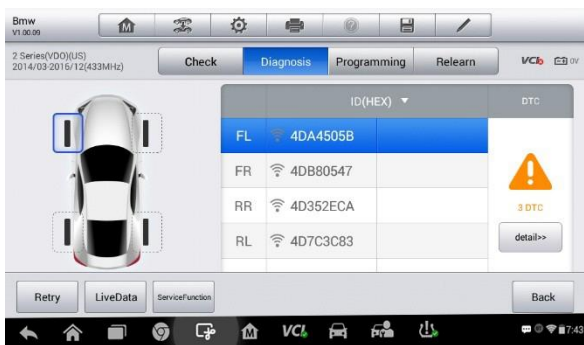 Bmw
V1.00.09
2 Series(VDO)(US)
2014/03-2016/12(433MHz)
Check
Diagnosis
Programming
Relearn
VCI
0V
ID(HEX)
DTC
FL 4DA4505B
FR 4DB80547
RR 4D352ECA
RL 4D7C3C83
3 DTC
detail>>
Retry
LiveData
ServiceFunction
Back
VCI
7:43